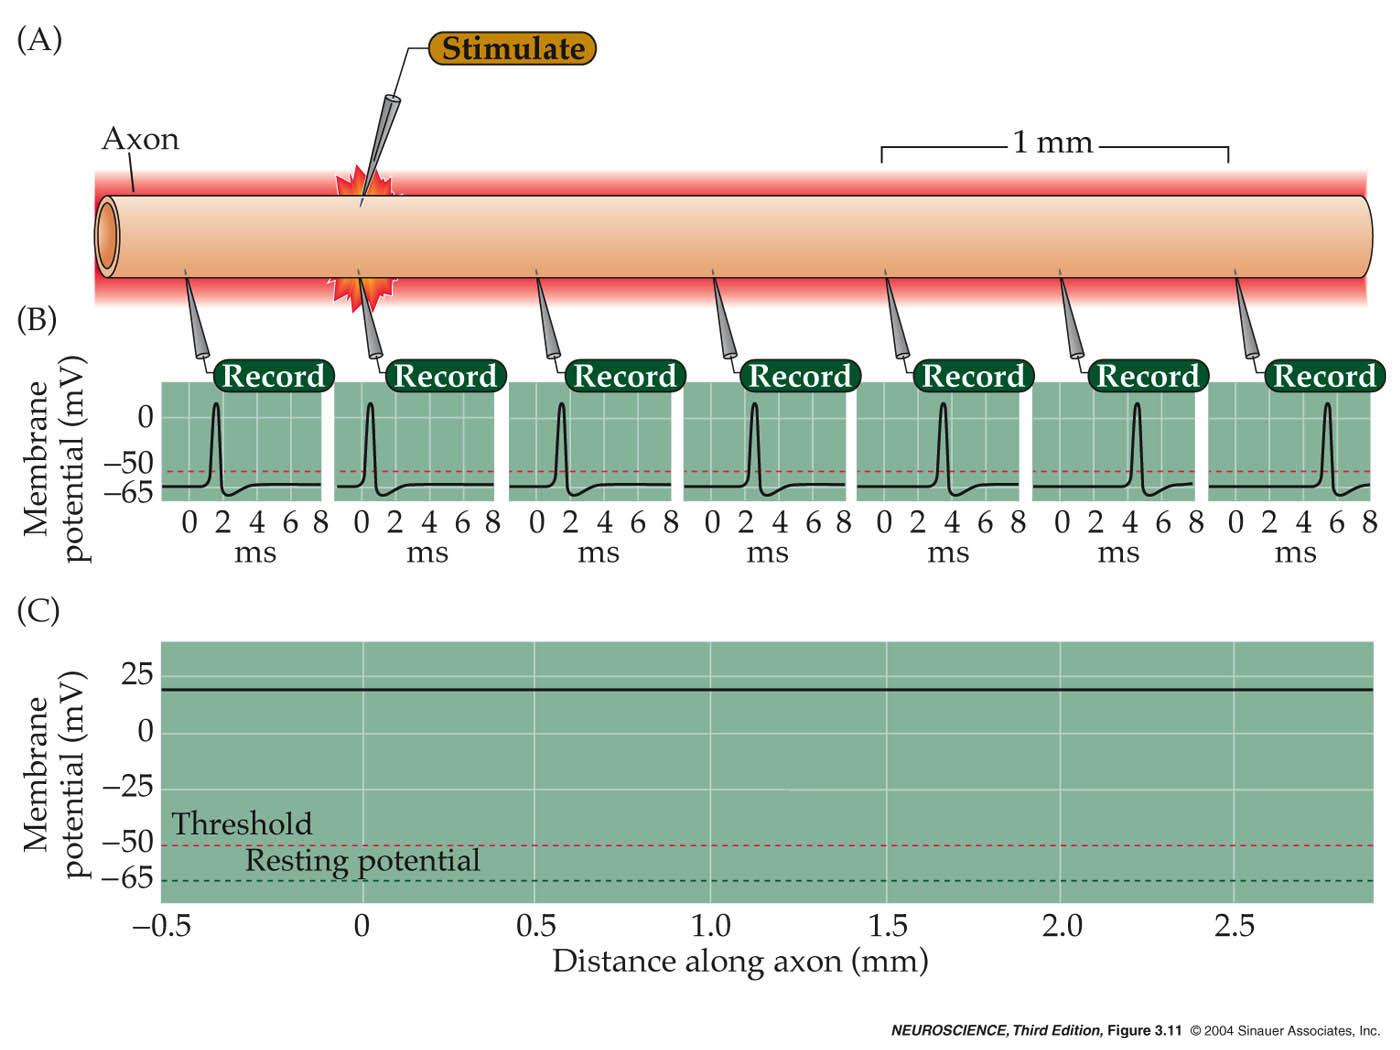 (A)
Stimulate
Axon
1 mm
(B)
Record Record Record Record Record Record Record
Membrane
potential (mV)
0
−50
−65
0 2 4 6 8 0 2 4 6 8 0 2 4 6 8 0 2 4 6 8 0 2 4 6 8 0 2 4 6 8 0 2 4 6 8
ms ms ms ms ms ms ms
(C)
Membrane
potential (mV)
25
0
−25
Threshold
−50
Resting potential
−65
−0.5 0 0.5 1.0 1.5 2.0 2.5
Distance along axon (mm)
NEUROSCIENCE, Third Edition, Figure 3.11 © 2004 Sinauer Associates, Inc.